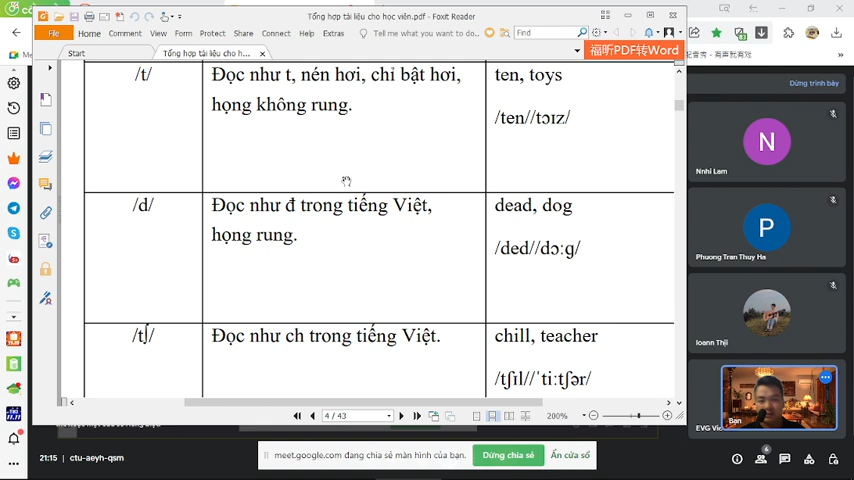 Tổng hợp tài liệu cho học viên.pdf - Foxit Reader
File Home Comment View Form Protect Share Connect Help Extras Tell me what you want to do... Find
Start Tổng hợp tài liệu cho h... 福昕PDF转Word
/t/ Đọc như t, nén hơi, chỉ bật hơi, ten, toys
họng không rung. /ten//tɔɪz/
/d/ Đọc như đ trong tiếng Việt, dead, dog
họng rung. /ded//dɔːɡ/
/tʃ/ Đọc như ch trong tiếng Việt. chill, teacher
/tʃɪl//ˈtiːtʃər/
4 / 43 200%
Dừng trình bày
N
Nnhi Lam
P
Phuong Tran Thuy Ha
Ioann Thịi
Bạn
21:15 | ctu-aeyh-qsm
meet.google.com đang chia sẻ màn hình của bạn. Dừng chia sẻ Ẩn cửa sổ
6